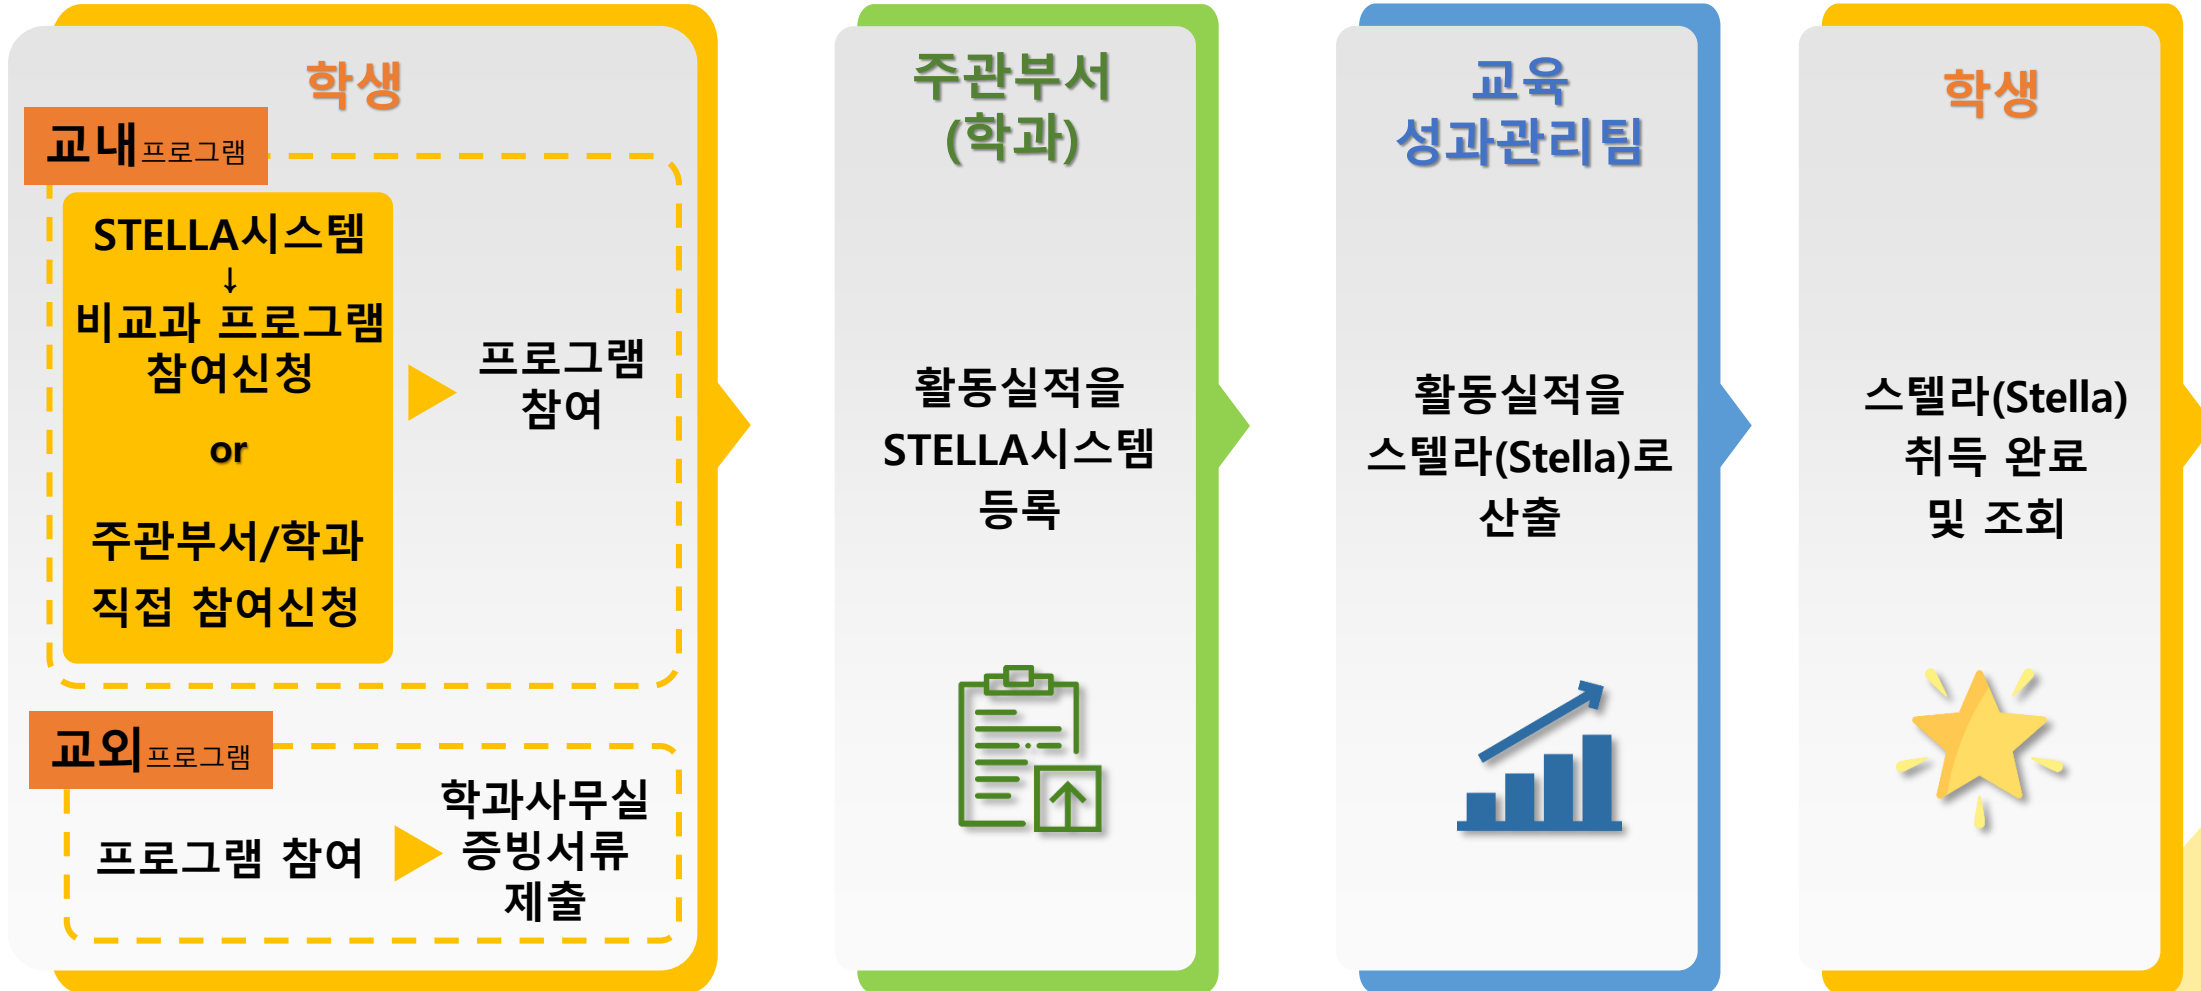 학생
교내프로그램
STELLA시스템
↓
비교과 프로그램
참여신청
or
주관부서/학과
직접 참여신청
프로그램
참여
교외프로그램
프로그램 참여
학과사무실
증빙서류
제출
주관부서
(학과)
활동실적을
STELLA시스템
등록
교육
성과관리팀
활동실적을
스텔라(Stella)로
산출
학생
스텔라(Stella)
취득 완료
및 조회